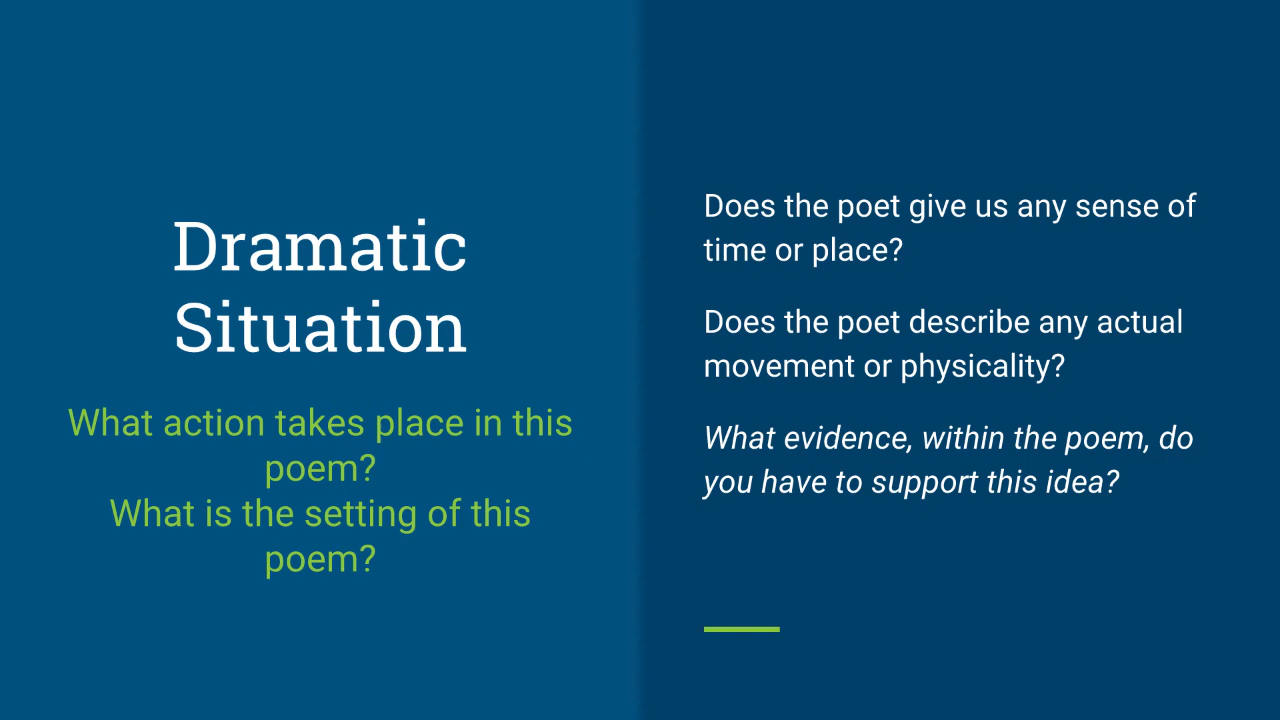 Dramatic
Situation
What action takes place in this
poem?
What is the setting of this
poem?
Does the poet give us any sense of
time or place?
Does the poet describe any actual
movement or physicality?
What evidence, within the poem, do
you have to support this idea?